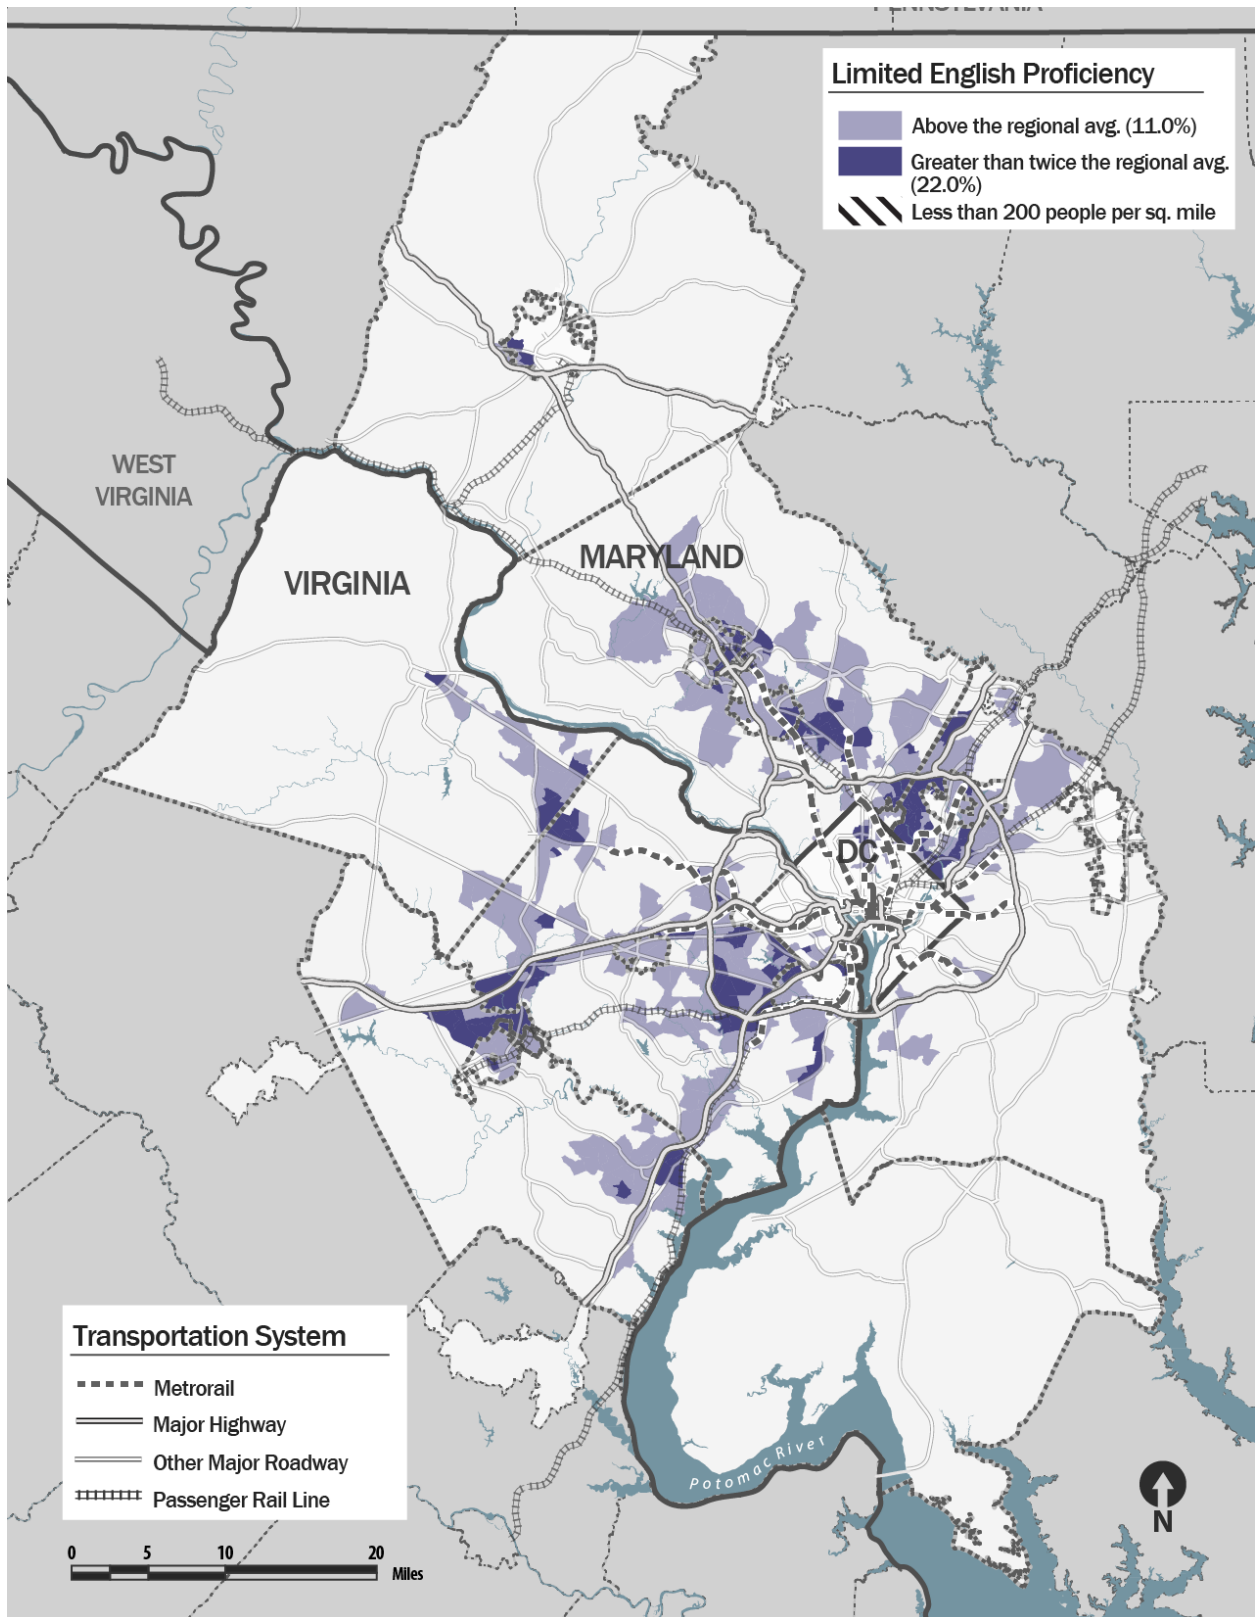 PENNSYLVANIA
Limited English Proficiency
Above the regional avg. (11.0%)
Greater than twice the regional avg.
(22.0%)
Less than 200 people per sq. mile
WEST
VIRGINIA
MARYLAND
VIRGINIA
DC
Transportation System
Metrorail
Major Highway
Other Major Roadway
Passenger Rail Line
Potomac River
N
0 5 10 20
Miles